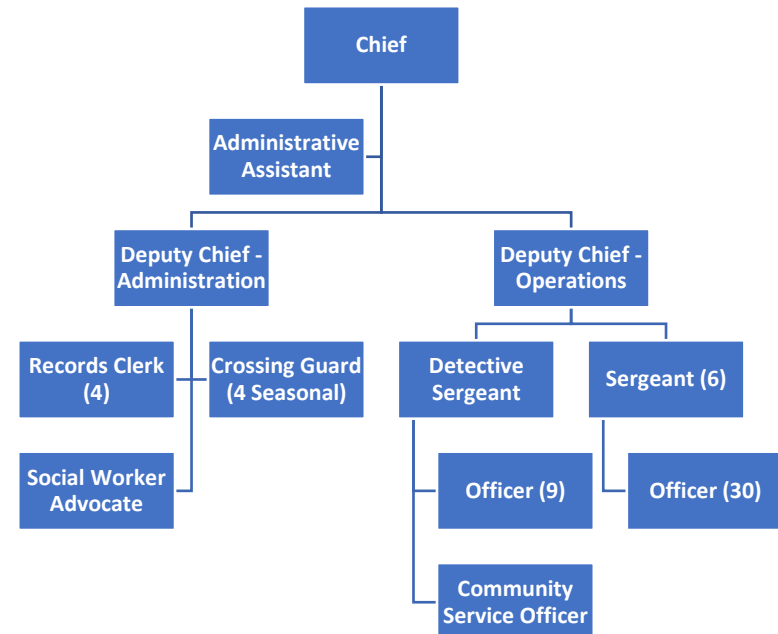 Chief
Administrative
Assistant
Deputy Chief -
Administration
Deputy Chief -
Operations
Records Clerk
(4)
Crossing Guard
(4 Seasonal)
Detective
Sergeant
Sergeant (6)
Social Worker
Advocate
Officer (9)
Officer (30)
Community
Service Officer